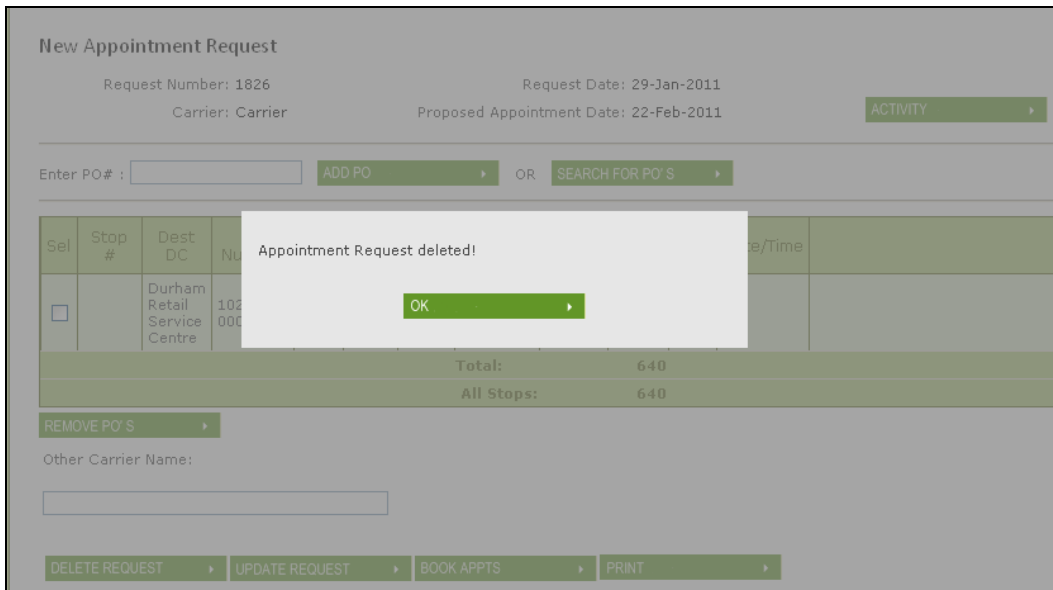 New Appointment Request
Request Number: 1826 Request Date: 29-Jan-2011
Carrier: Carrier Proposed Appointment Date: 22-Feb-2011
ACTIVITY
Enter PO# : ADD PO OR SEARCH FOR PO'S
Sel Stop # Dest DC
Appointment Request deleted!
OK
Durham
Retail
Service
Centre
Total: 640
All Stops: 640
REMOVE PO'S
Other Carrier Name:
DELETE REQUEST UPDATE REQUEST BOOK APPTS PRINT